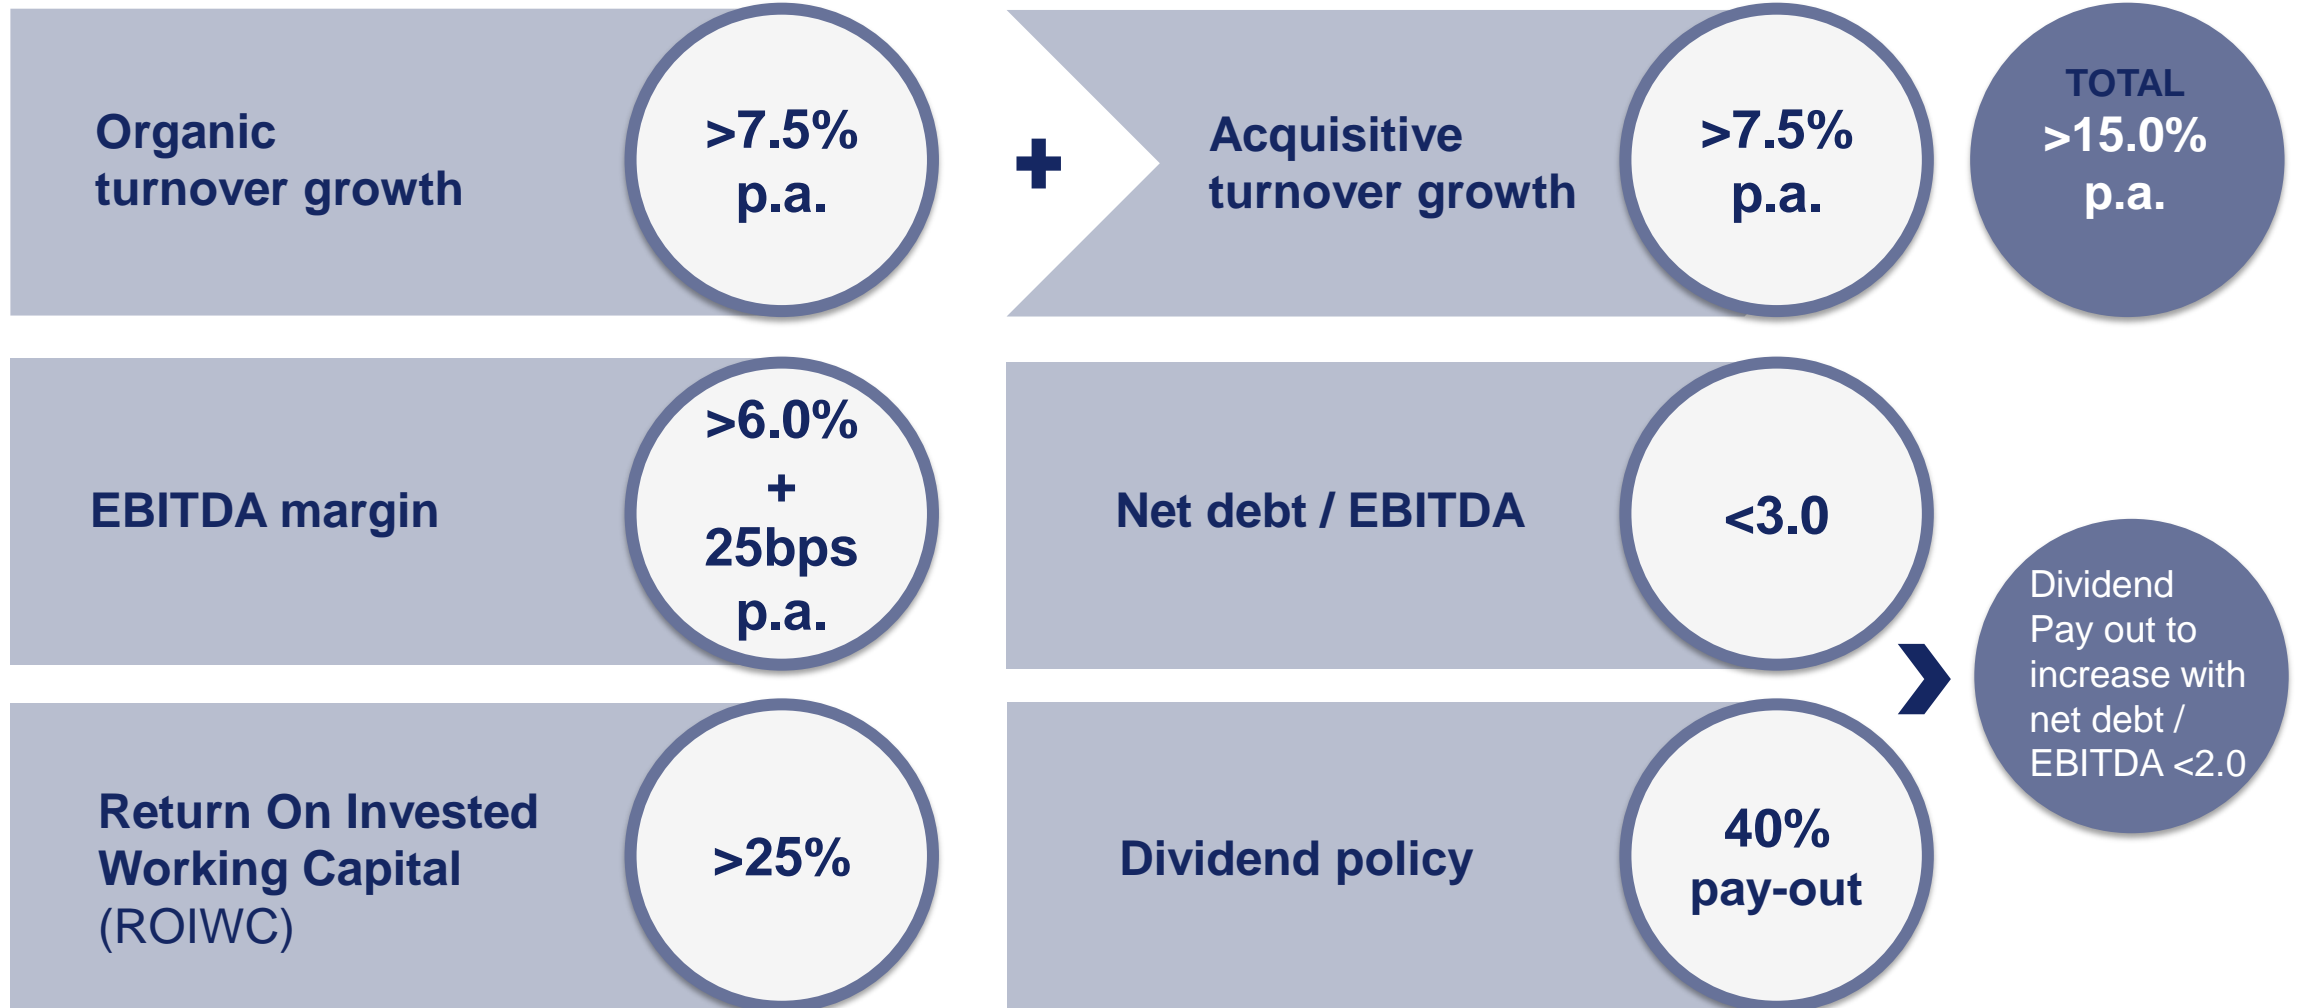 Organic
turnover growth
>7.5%
p.a.
+
Acquisitive
turnover growth
>7.5%
p.a.
TOTAL
>15.0%
p.a.
EBITDA margin
>6.0%
+
25bps
p.a.
Net debt / EBITDA
<3.0
Return On Invested
Working Capital
(ROIWC)
>25%
Dividend policy
40%
pay-out
Dividend
Pay out to
increase with
net debt /
EBITDA <2.0